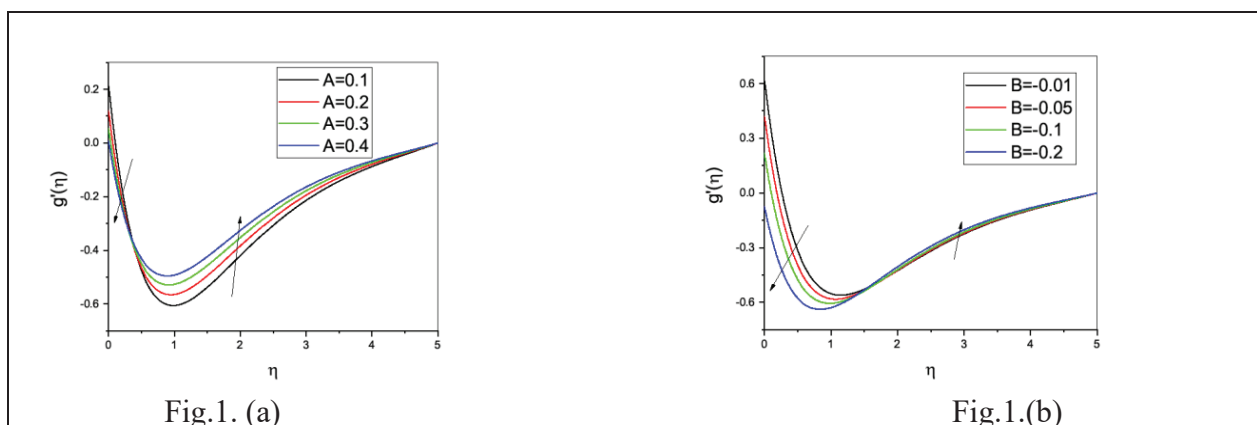 0.2
0.0
-0.2
-0.4
-0.6
g'(η)
A=0.1
A=0.2
A=0.3
A=0.4
0 1 2 3 4 5
η
Fig.1. (a)
0.6
0.3
0.0
-0.3
-0.6
g'(η)
B=-0.01
B=-0.05
B=-0.1
B=-0.2
0 1 2 3 4 5
η
Fig.1.(b)